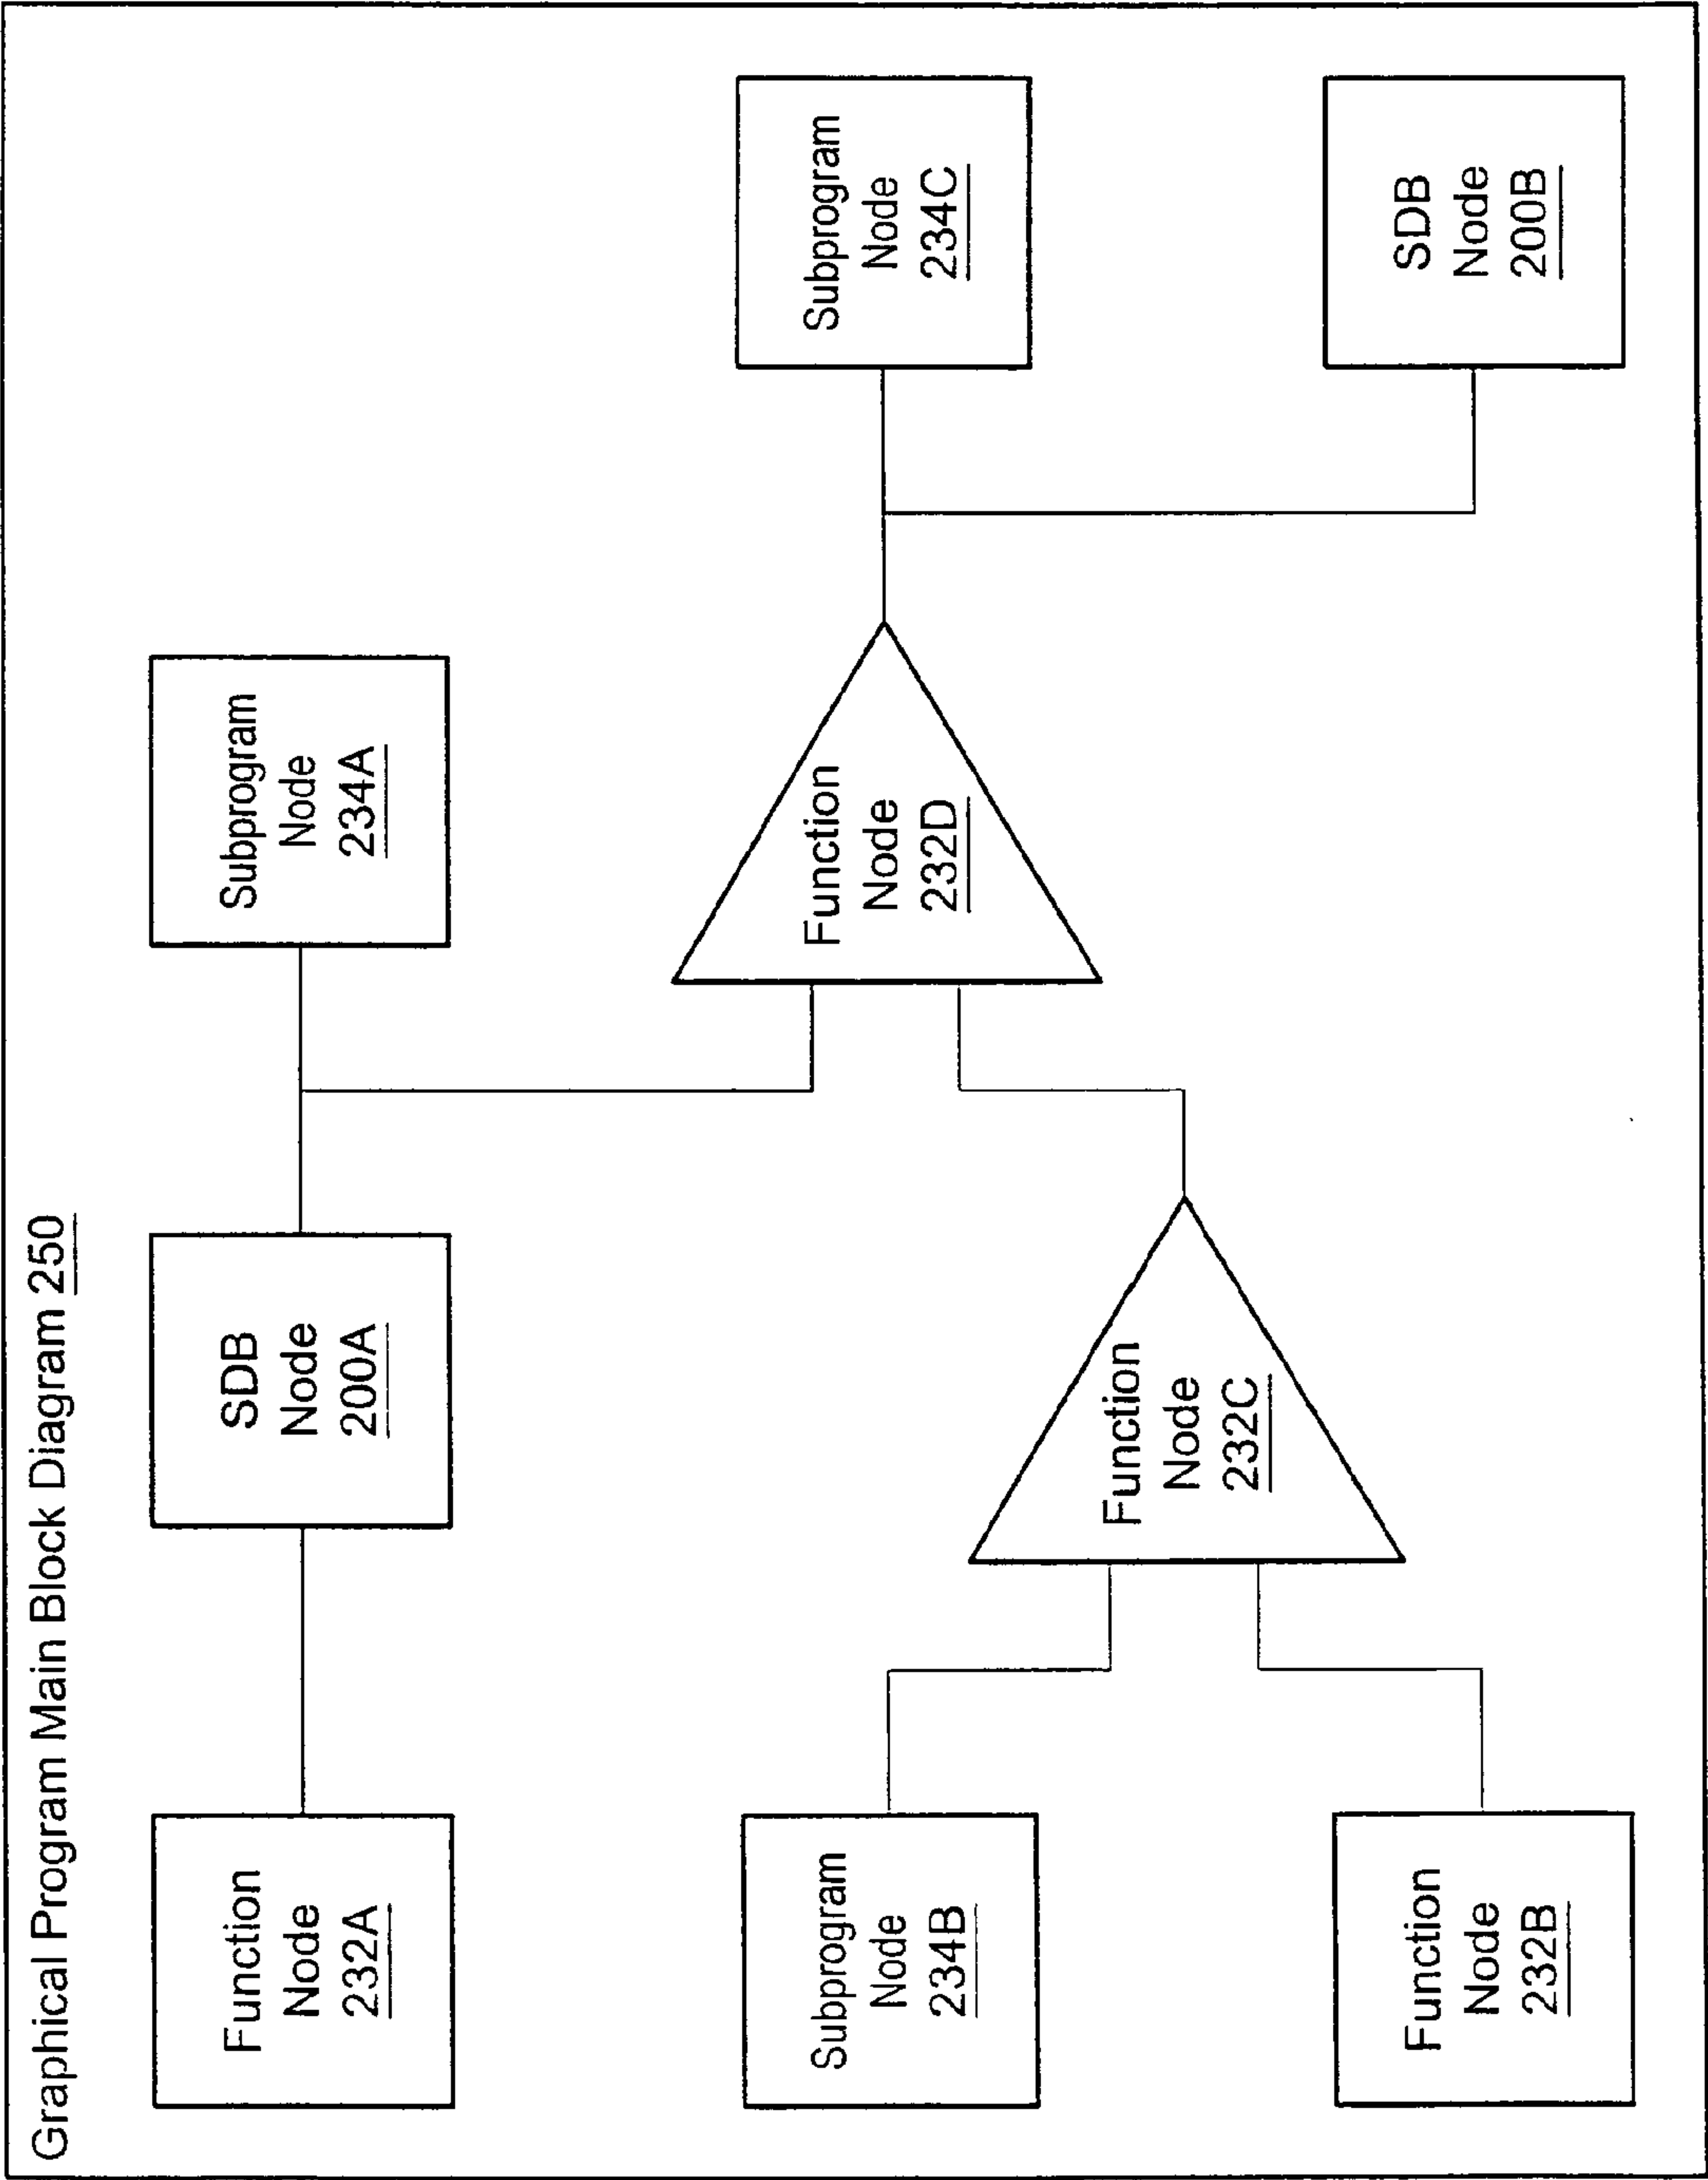 Graphical Program Main Block Diagram 250
Function
Node
232A
SDB
Node
200A
Subprogram
Node
234A
Subprogram
Node
234B
Function
Node
232C
Function
Node
232D
Subprogram
Node
234C
Function
Node
232B
SDB
Node
200B